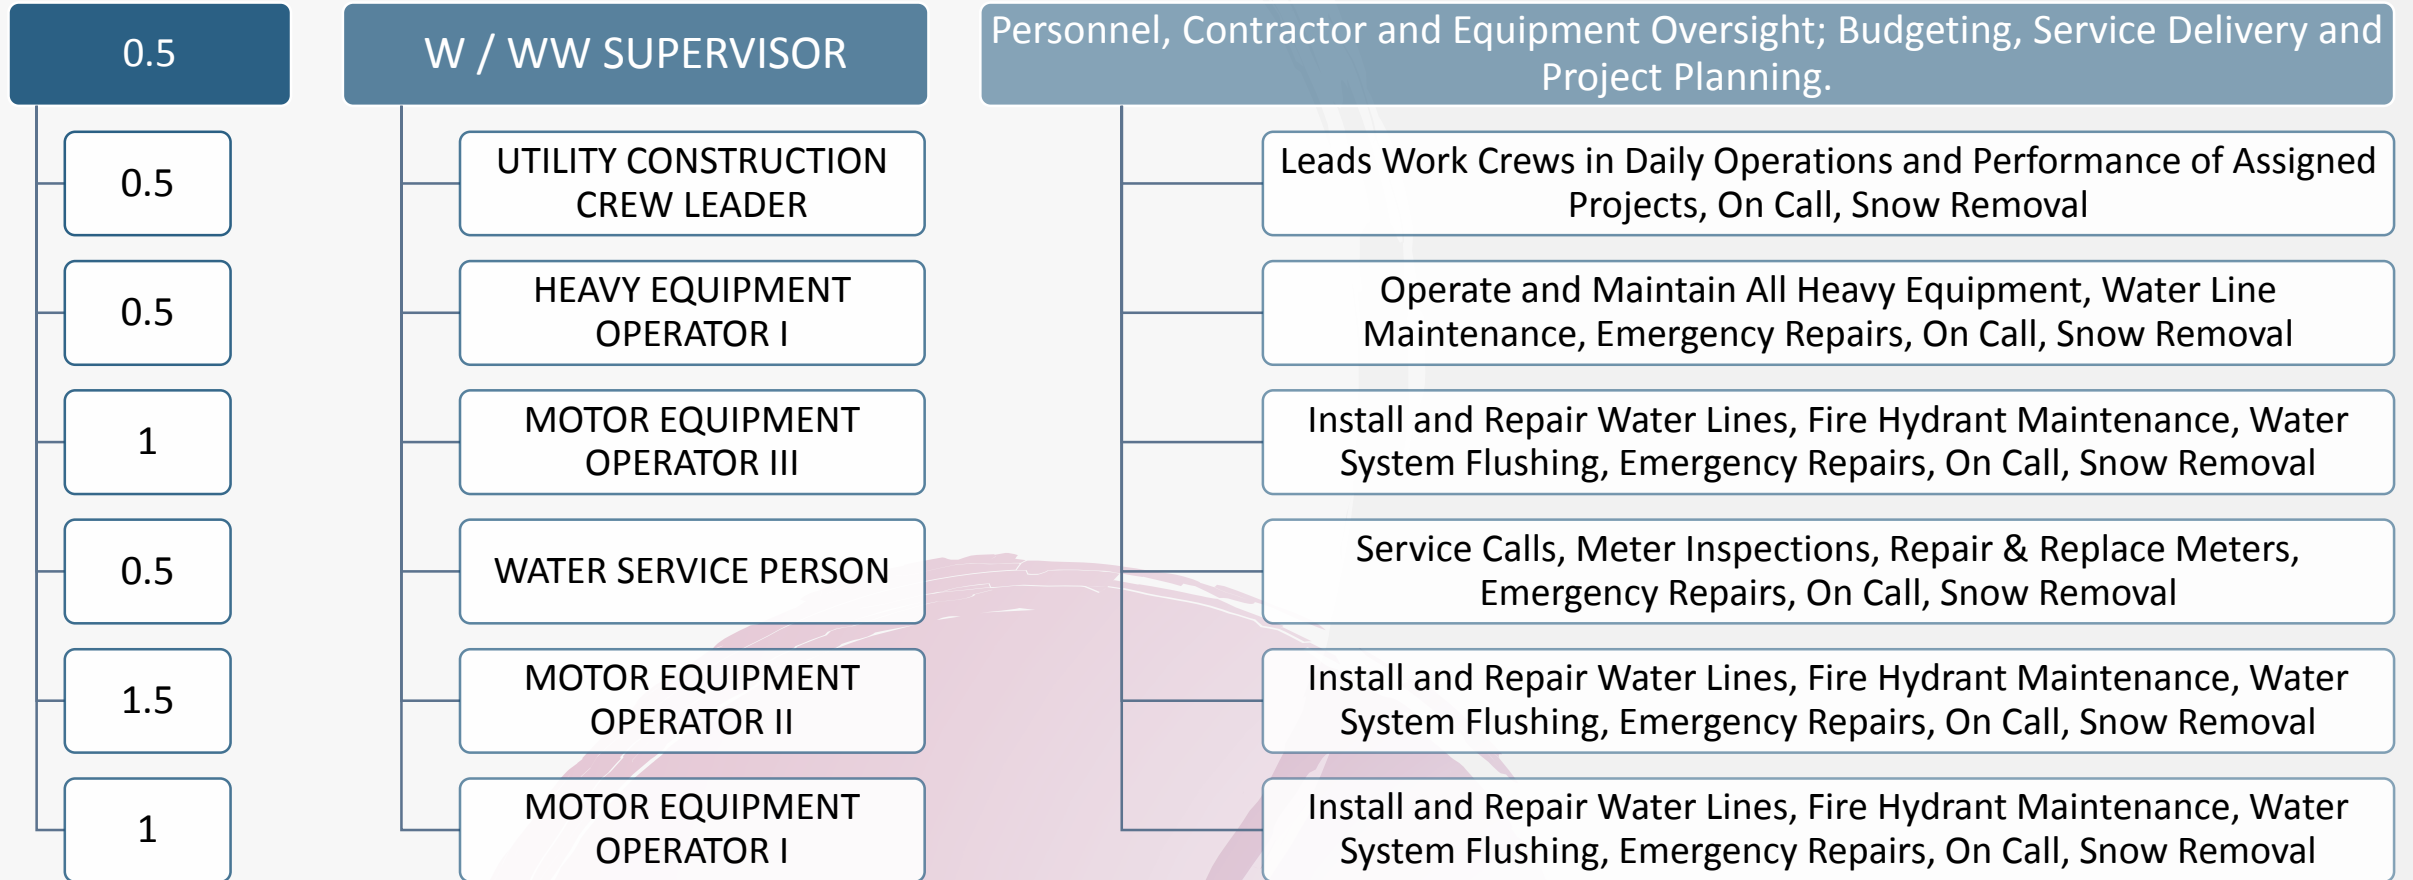 0.5
W / WW SUPERVISOR
Personnel, Contractor and Equipment Oversight; Budgeting, Service Delivery and
Project Planning.
0.5
UTILITY CONSTRUCTION
CREW LEADER
Leads Work Crews in Daily Operations and Performance of Assigned
Projects, On Call, Snow Removal
0.5
HEAVY EQUIPMENT
OPERATOR I
Operate and Maintain All Heavy Equipment, Water Line
Maintenance, Emergency Repairs, On Call, Snow Removal
1
MOTOR EQUIPMENT
OPERATOR III
Install and Repair Water Lines, Fire Hydrant Maintenance, Water
System Flushing, Emergency Repairs, On Call, Snow Removal
0.5
WATER SERVICE PERSON
Service Calls, Meter Inspections, Repair & Replace Meters,
Emergency Repairs, On Call, Snow Removal
1.5
MOTOR EQUIPMENT
OPERATOR II
Install and Repair Water Lines, Fire Hydrant Maintenance, Water
System Flushing, Emergency Repairs, On Call, Snow Removal
1
MOTOR EQUIPMENT
OPERATOR I
Install and Repair Water Lines, Fire Hydrant Maintenance, Water
System Flushing, Emergency Repairs, On Call, Snow Removal